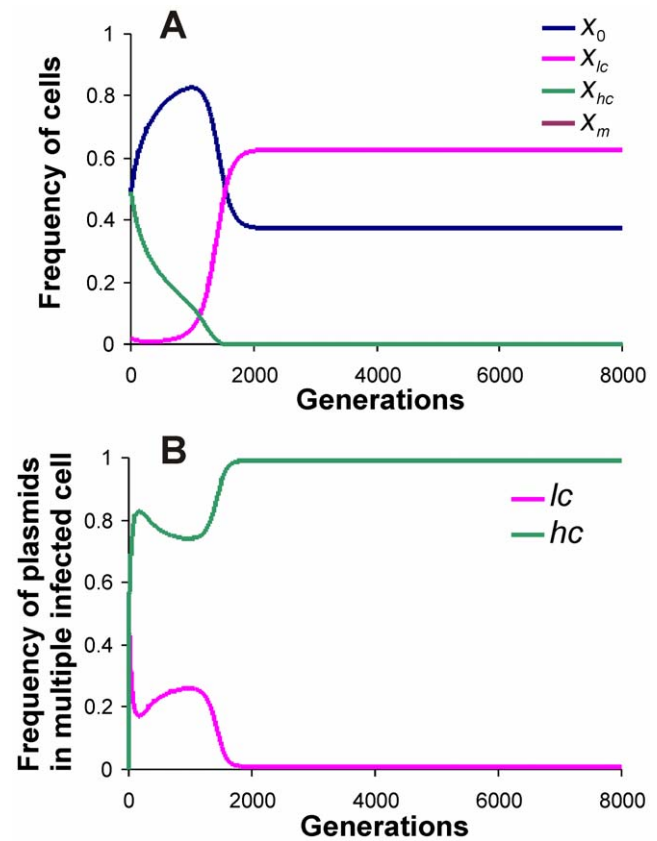 A
X0
Xlc
Xhc
Xm
Frequency of cells
1
0.8
0.6
0.4
0.2
0
0
2000
4000
6000
8000
Generations
B
lc
hc
Frequency of plasmids
in multiple infected cell
1
0.8
0.6
0.4
0.2
0
0
2000
4000
6000
8000
Generations